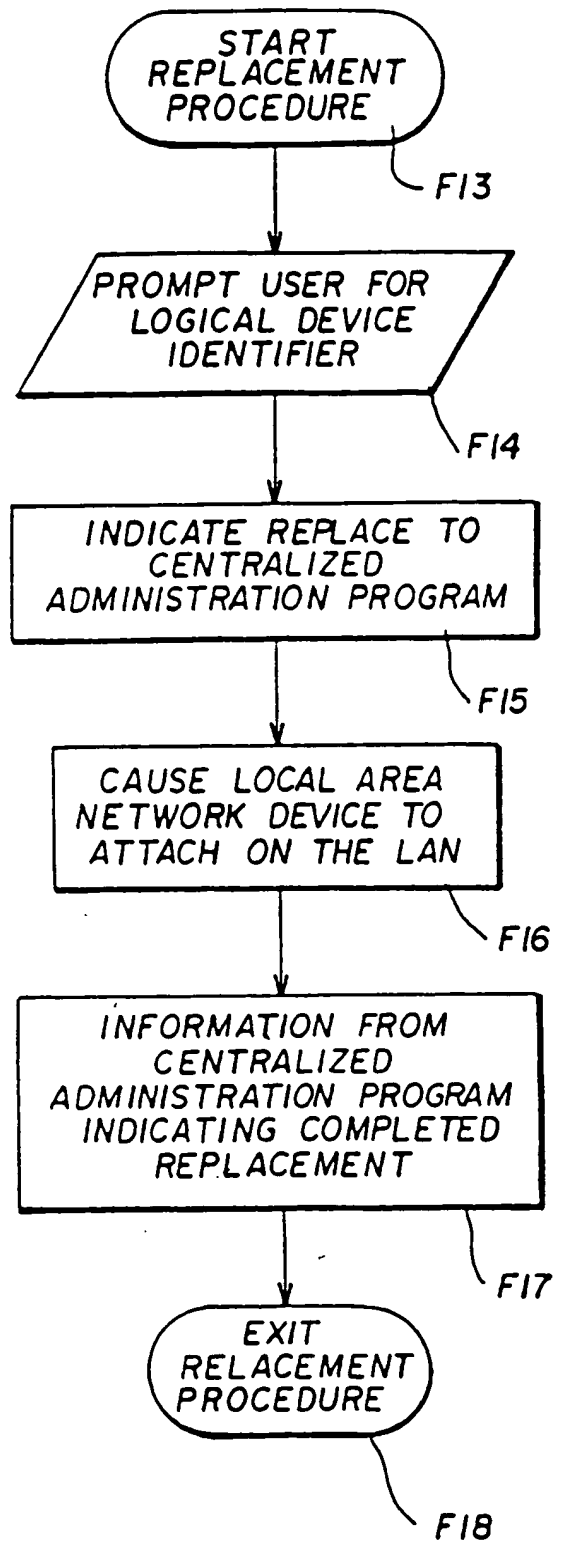 START
REPLACEMENT
PROCEDURE
F13
PROMPT USER FOR
LOGICAL DEVICE
IDENTIFIER
F14
INDICATE REPLACE TO
CENTRALIZED
ADMINISTRATION PROGRAM
F15
CAUSE LOCAL AREA
NETWORK DEVICE TO
ATTACH ON THE LAN
F16
INFORMATION FROM
CENTRALIZED
ADMINISTRATION PROGRAM
INDICATING COMPLETED
REPLACEMENT
F17
EXIT
RELACEMENT
PROCEDURE
F18